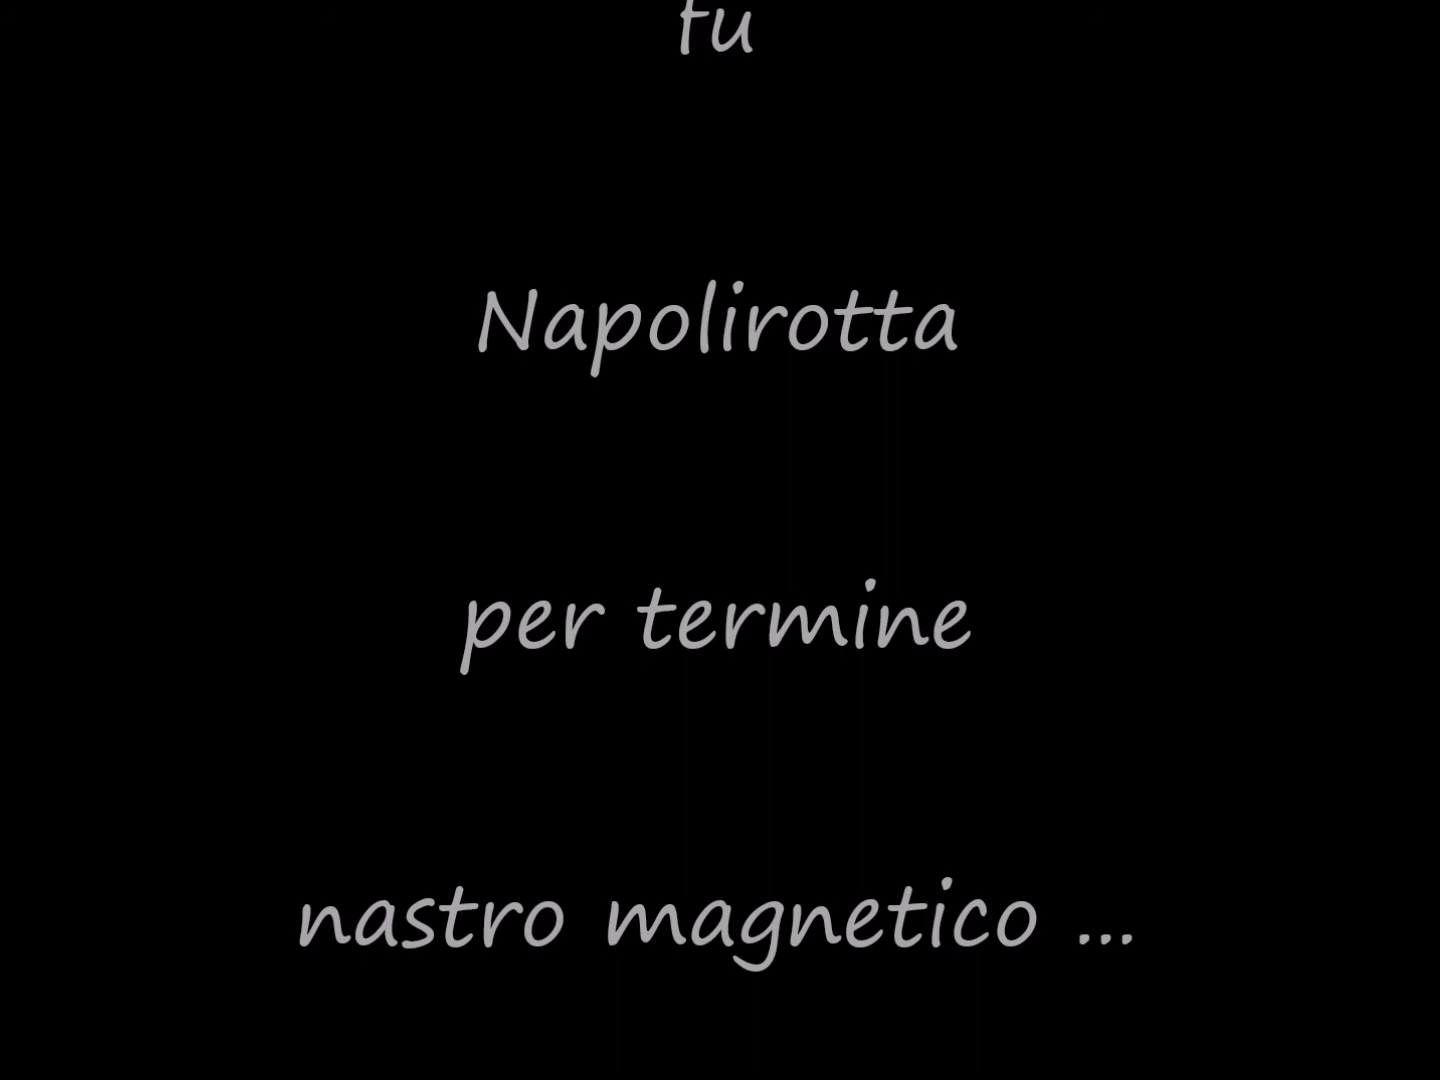 fu
Napolirotta
per termine
nastro magnetico ...